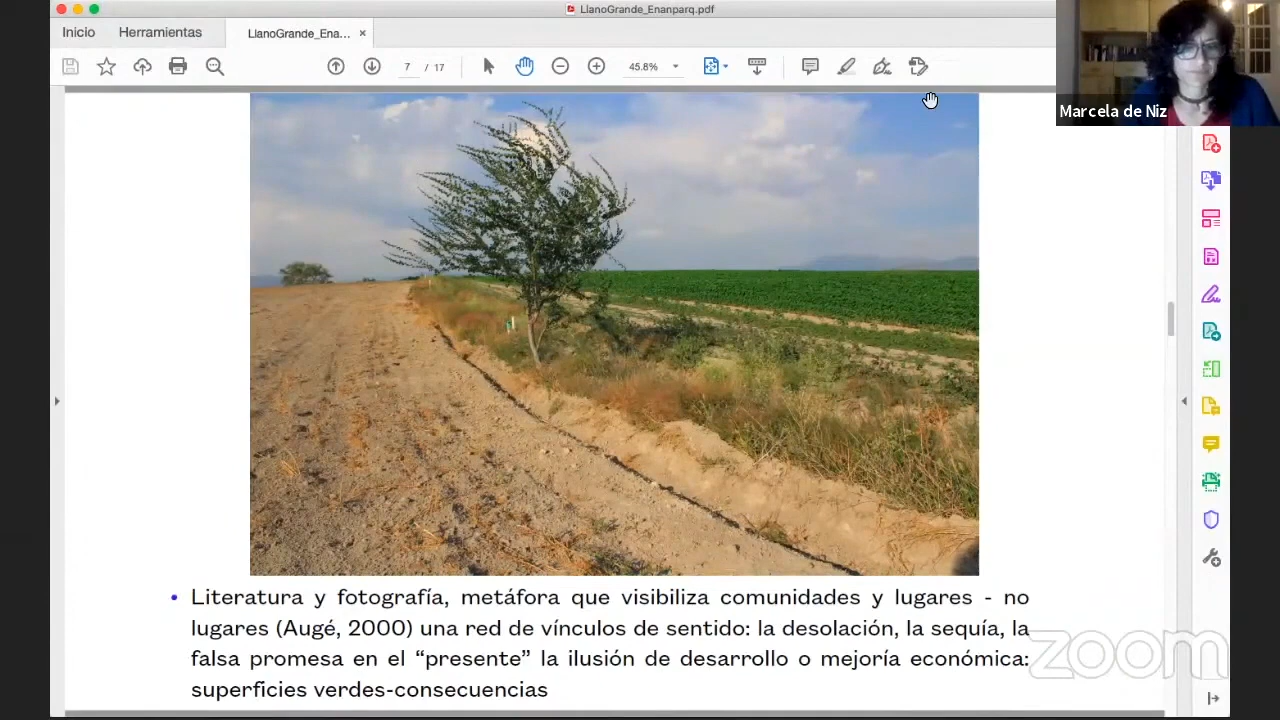 LlanoGrande_Enanparq.pdf
Inicio
Herramientas
LlanoGrande_Ena...
7 / 17
45.8%
Marcela de Niz
• Literatura y fotografía, metáfora que visibiliza comunidades y lugares - no
lugares (Augé, 2000) una red de vínculos de sentido: la desolación, la sequía, la
falsa promesa en el “presente” la ilusión de desarrollo o mejoría económica:
superficies verdes-consecuencias
zoom